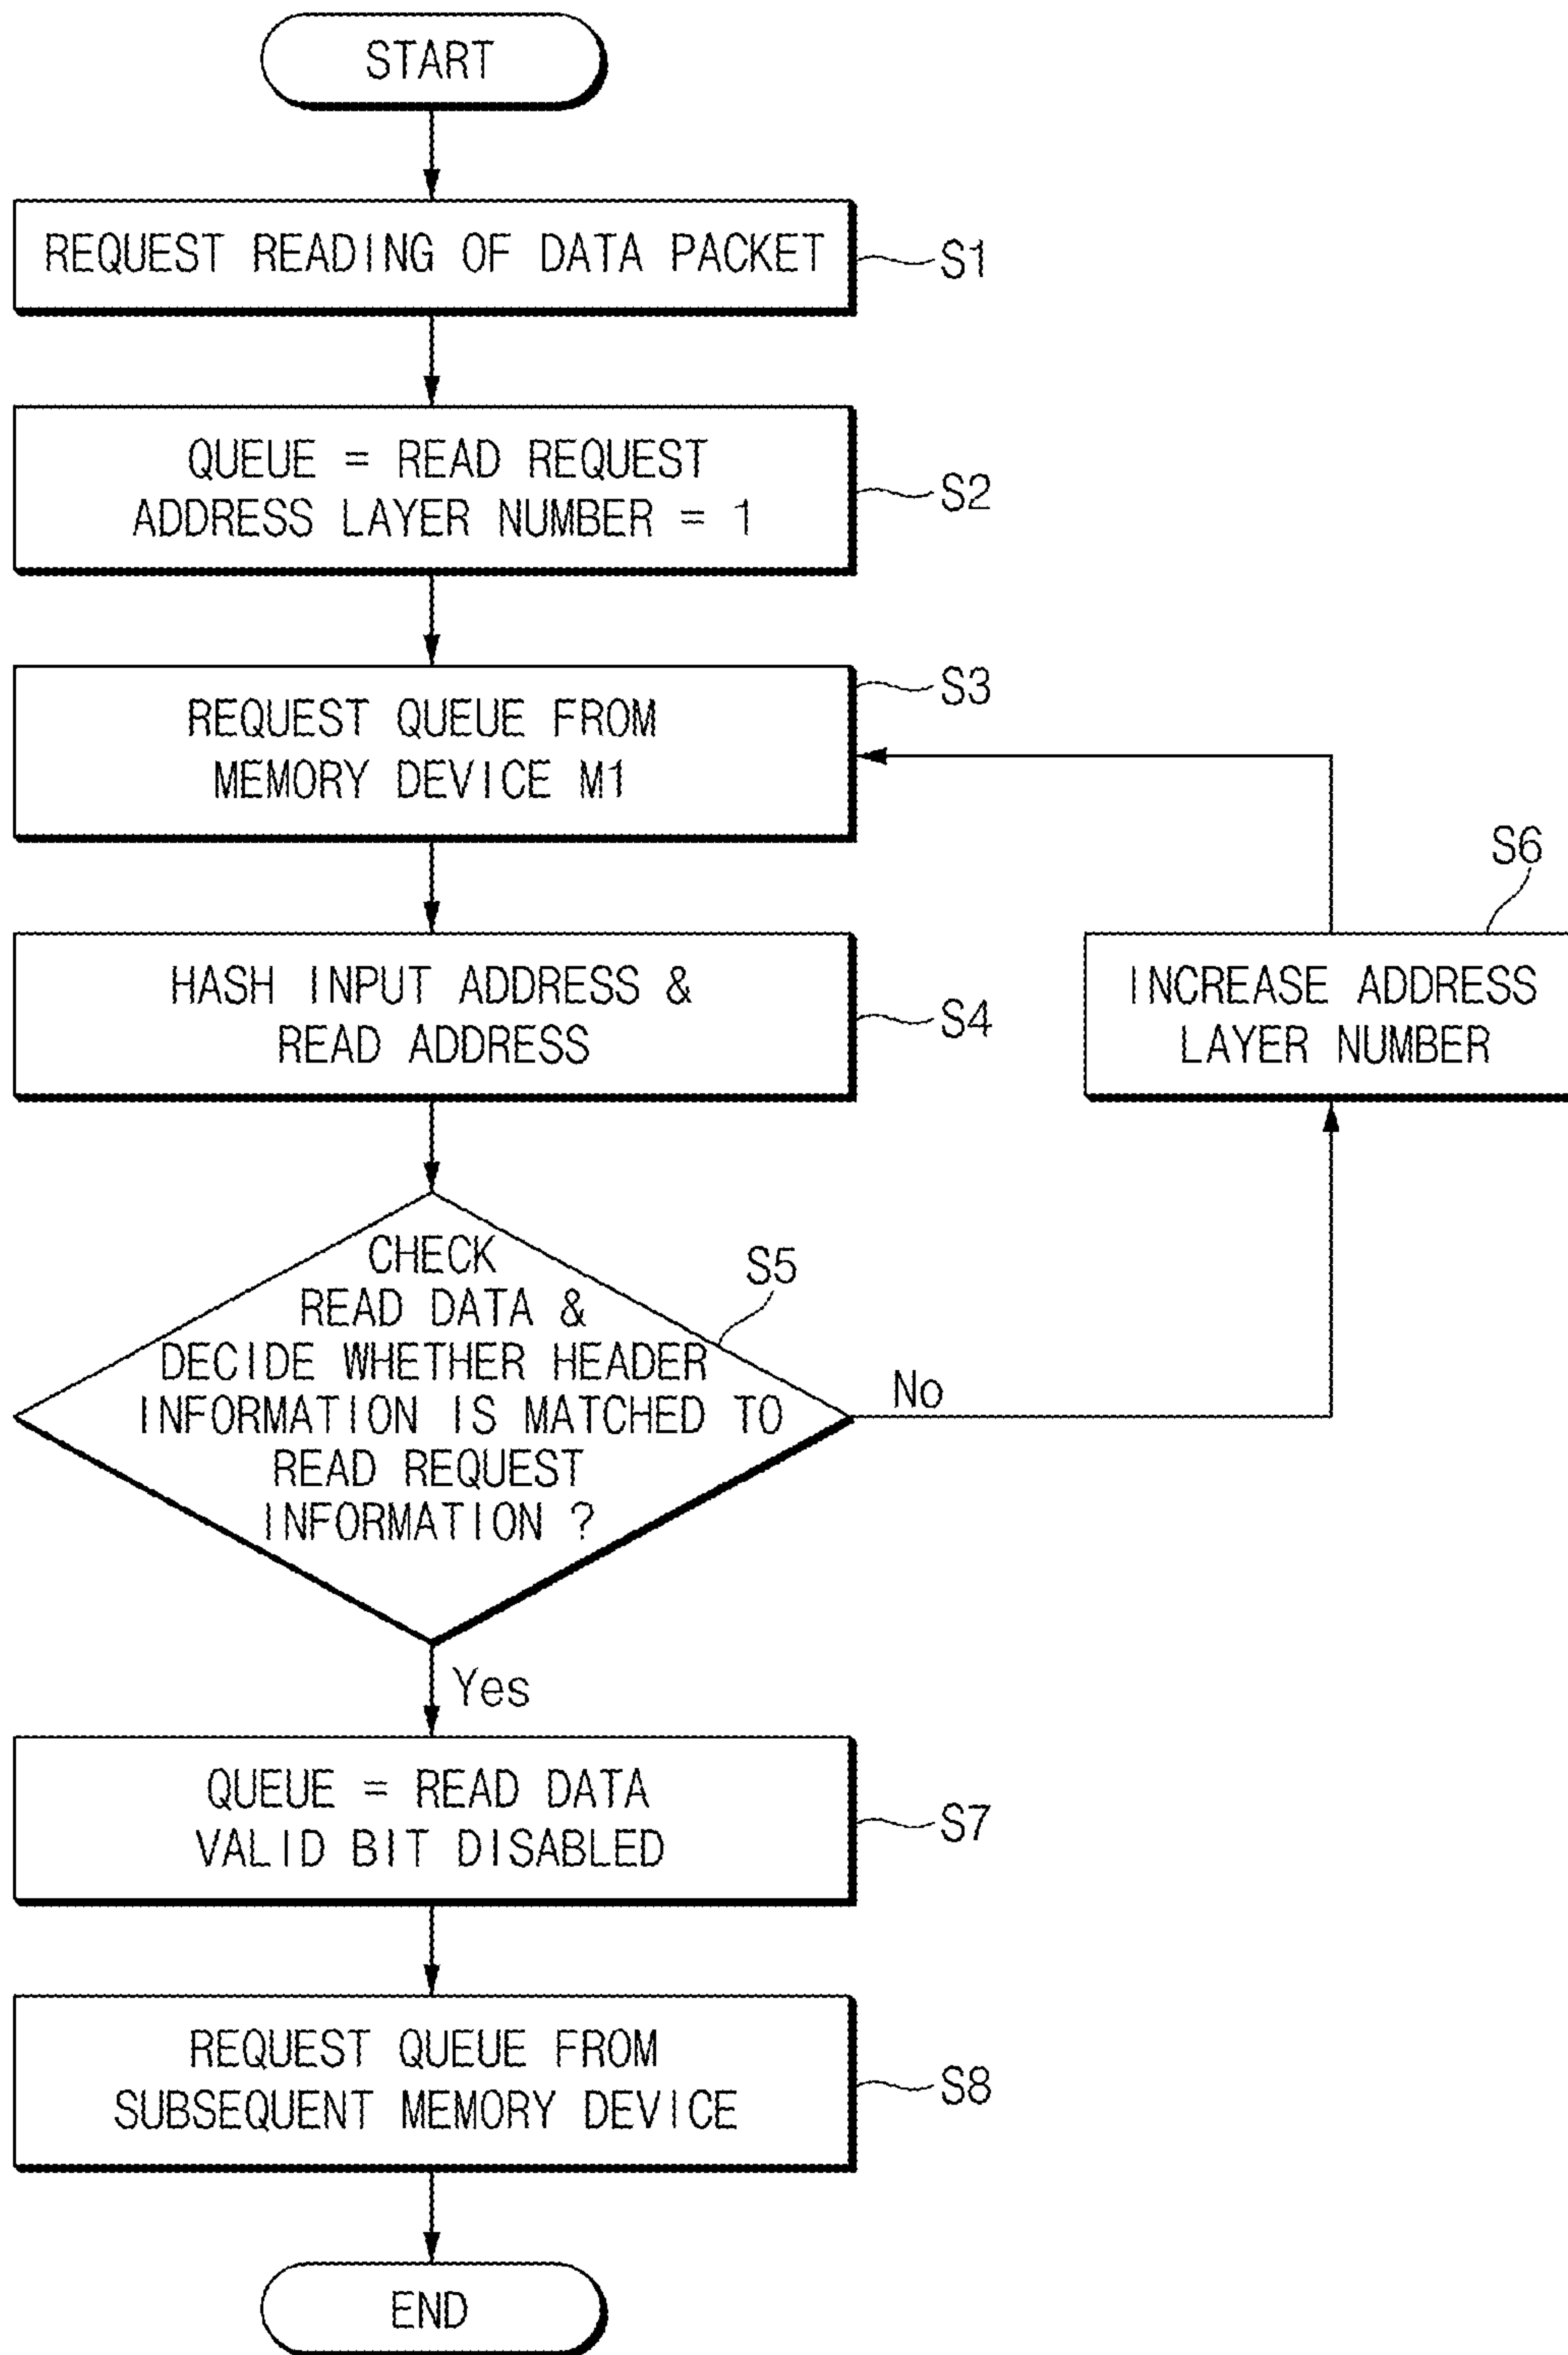 START
REQUEST READING OF DATA PACKET
S1
QUEUE = READ REQUEST
ADDRESS LAYER NUMBER = 1
S2
REQUEST QUEUE FROM
MEMORY DEVICE M1
S3
HASH INPUT ADDRESS &
READ ADDRESS
S4
S6
INCREASE ADDRESS
LAYER NUMBER
CHECK
READ DATA &
DECIDE WHETHER HEADER
INFORMATION IS MATCHED TO
READ REQUEST
INFORMATION ?
S5
No
Yes
QUEUE = READ DATA
VALID BIT DISABLED
S7
REQUEST QUEUE FROM
SUBSEQUENT MEMORY DEVICE
S8
END